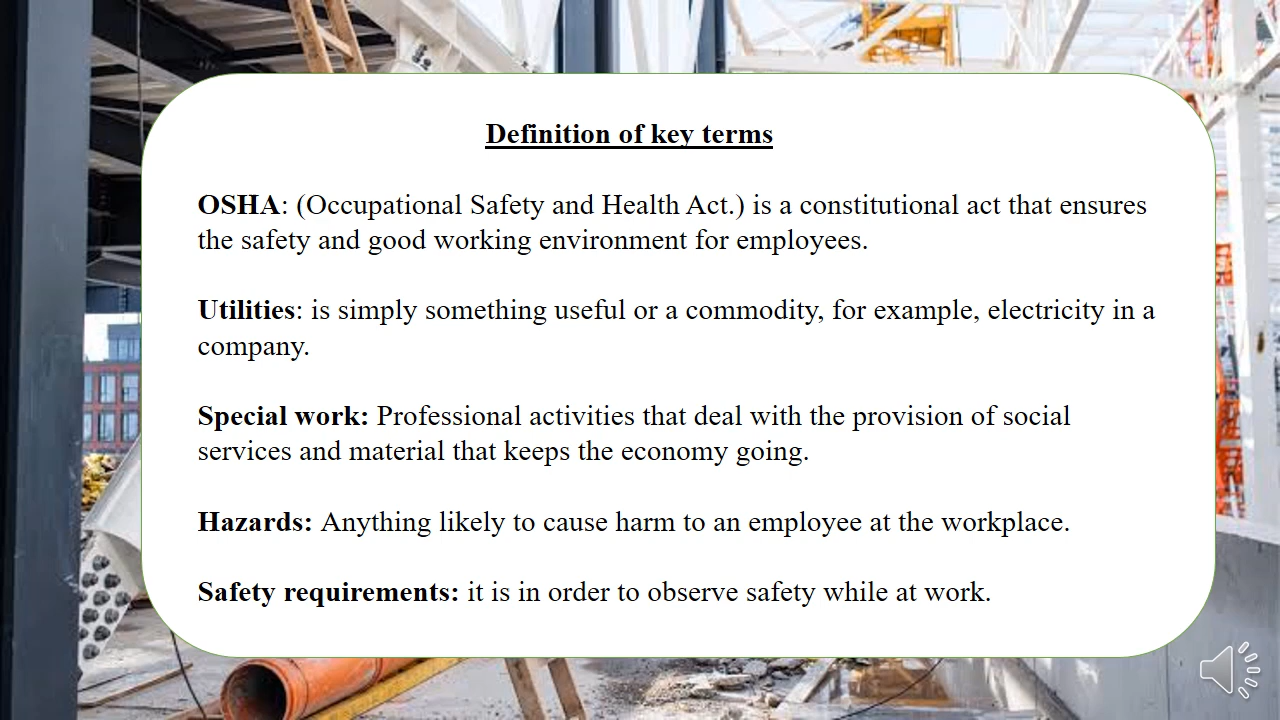 Definition of key terms
OSHA: (Occupational Safety and Health Act.) is a constitutional act that ensures
the safety and good working environment for employees.
Utilities: is simply something useful or a commodity, for example, electricity in a
company.
Special work: Professional activities that deal with the provision of social
services and material that keeps the economy going.
Hazards: Anything likely to cause harm to an employee at the workplace.
Safety requirements: it is in order to observe safety while at work.